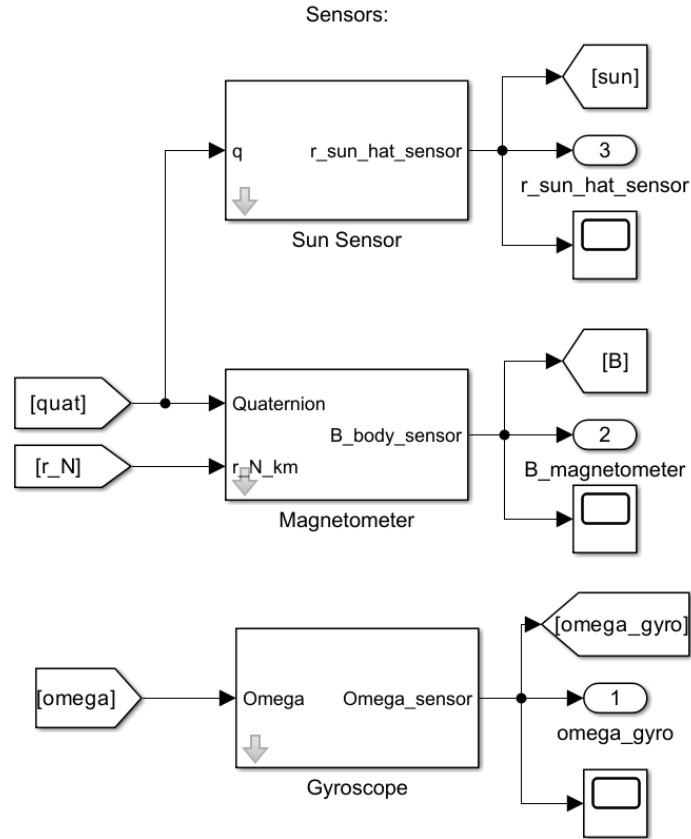 Sensors:
[sun]
q
r_sun_hat_sensor
3
r_sun_hat_sensor
Sun Sensor
[B]
[quat]
Quaternion
B_body_sensor
2
[r_N]
r_N_km
B_magnetometer
Magnetometer
[omega_gyro]
[omega]
Omega
Omega_sensor
1
omega_gyro
Gyroscope